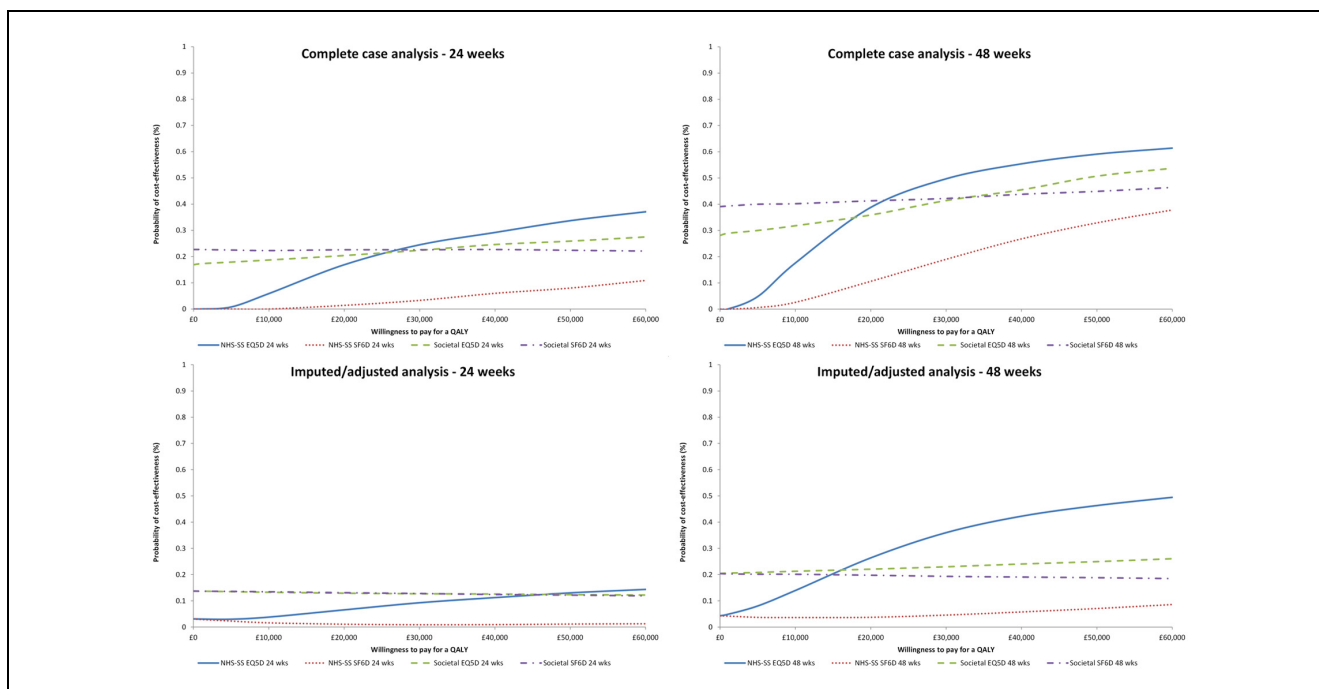 Complete case analysis - 24 weeks
Probability of cost-effectiveness (%)
1
0.9
0.8
0.7
0.6
0.5
0.4
0.3
0.2
0.1
0
£0 £10,000 £20,000 £30,000 £40,000 £50,000 £60,000
Willingness to pay for a QALY
NHS-SS EQ5D 24 wks NHS-SS SF6D 24 wks Societal EQ5D 24 wks Societal SF6D 24 wks
Complete case analysis - 48 weeks
Probability of cost-effectiveness (%)
1
0.9
0.8
0.7
0.6
0.5
0.4
0.3
0.2
0.1
0
£0 £10,000 £20,000 £30,000 £40,000 £50,000 £60,000
Willingness to pay for a QALY
NHS-SS EQ5D 48 wks NHS-SS SF6D 48 wks Societal EQ5D 48 wks Societal SF6D 48 wks
Imputed/adjusted analysis - 24 weeks
Probability of cost-effectiveness (%)
1
0.9
0.8
0.7
0.6
0.5
0.4
0.3
0.2
0.1
0
£0 £10,000 £20,000 £30,000 £40,000 £50,000 £60,000
Willingness to pay for a QALY
NHS-SS EQ5D 24 wks NHS-SS SF6D 24 wks Societal EQ5D 24 wks Societal SF6D 24 wks
Imputed/adjusted analysis - 48 weeks
Probability of cost-effectiveness (%)
1
0.9
0.8
0.7
0.6
0.5
0.4
0.3
0.2
0.1
0
£0 £10,000 £20,000 £30,000 £40,000 £50,000 £60,000
Willingness to pay for a QALY
NHS-SS EQ5D 48 wks NHS-SS SF6D 48 wks Societal EQ5D 48 wks Societal SF6D 48 wks